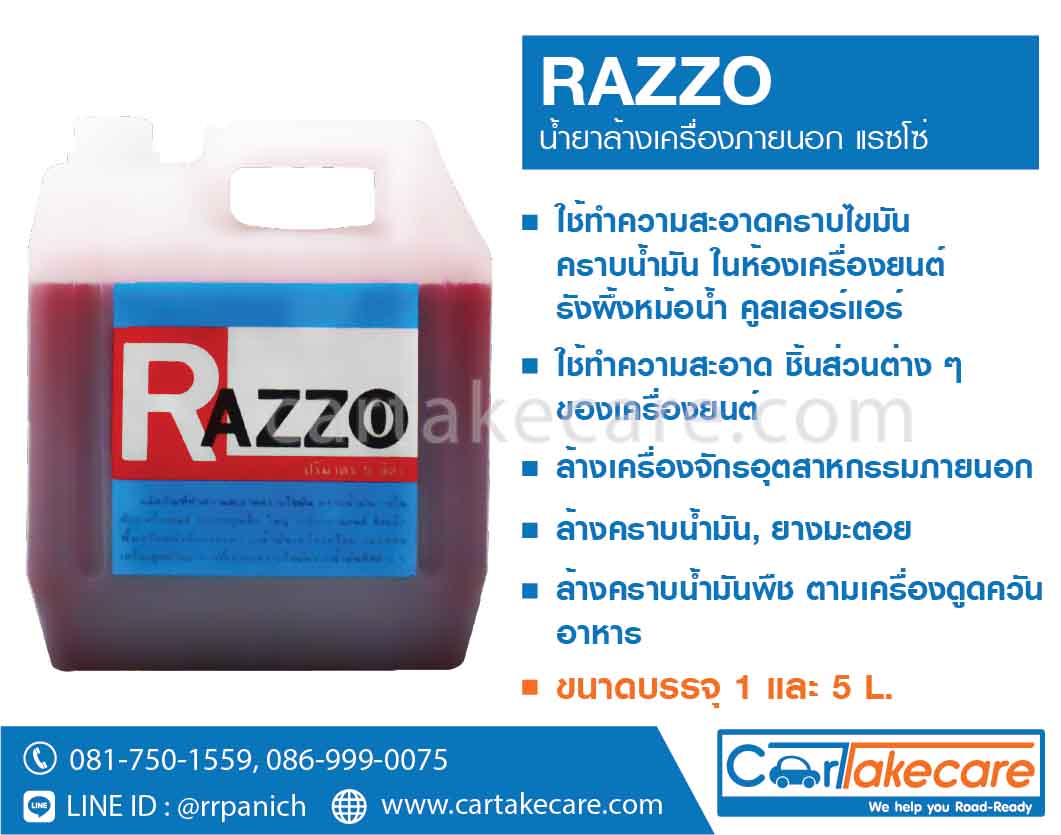 RAZZO
น้ำยาล้างเครื่องภายนอก แรซโซ่
ใช้ทำความสะอาดคราบไขมัน
คราบน้ำมัน ในห้องเครื่องยนต์
รังผึ้งหม้อน้ำ คูลเลอร์แอร์
ใช้ทำความสะอาด ชิ้นส่วนต่าง ๆ
ของเครื่องยนต์
ล้างเครื่องจักรอุตสาหกรรมภายนอก
ล้างคราบน้ำมัน, ยางมะตอย
ล้างคราบน้ำมันพืช ตามเครื่องดูดควัน
อาหาร
ขนาดบรรจุ 1 และ 5 L.
RAZZO
ปริมาตร 5 ลิตร
cartakecare.com
081-750-1559, 086-999-0075
LINE ID : @rrpanich
www.cartakecare.com
CarTakecare
We help you Road-Ready